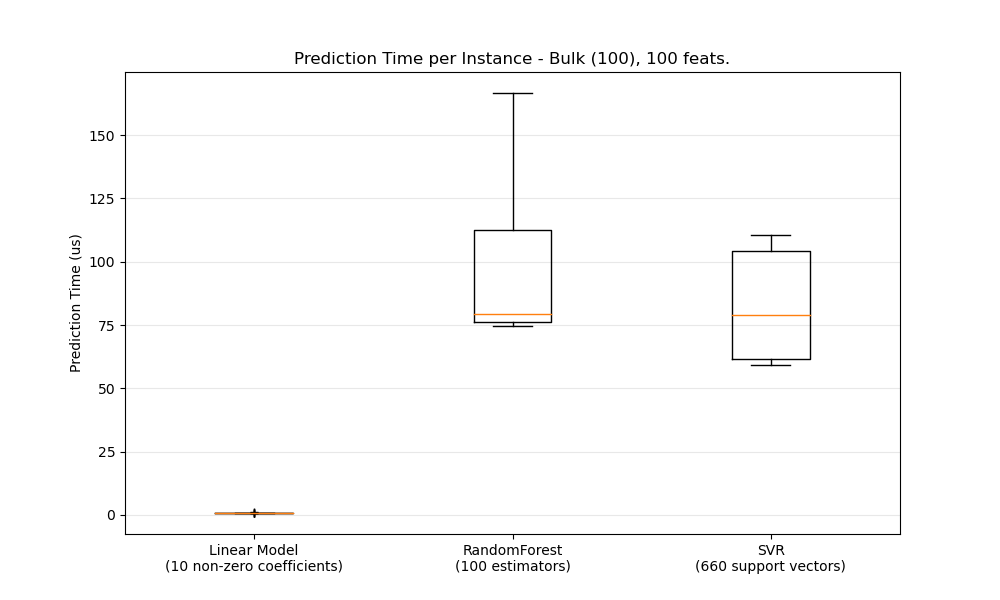 Prediction Time per Instance - Bulk (100), 100 feats.
Prediction Time (us)
150
125
100
75
50
25
0
Linear Model
(10 non-zero coefficients)
RandomForest
(100 estimators)
SVR
(660 support vectors)